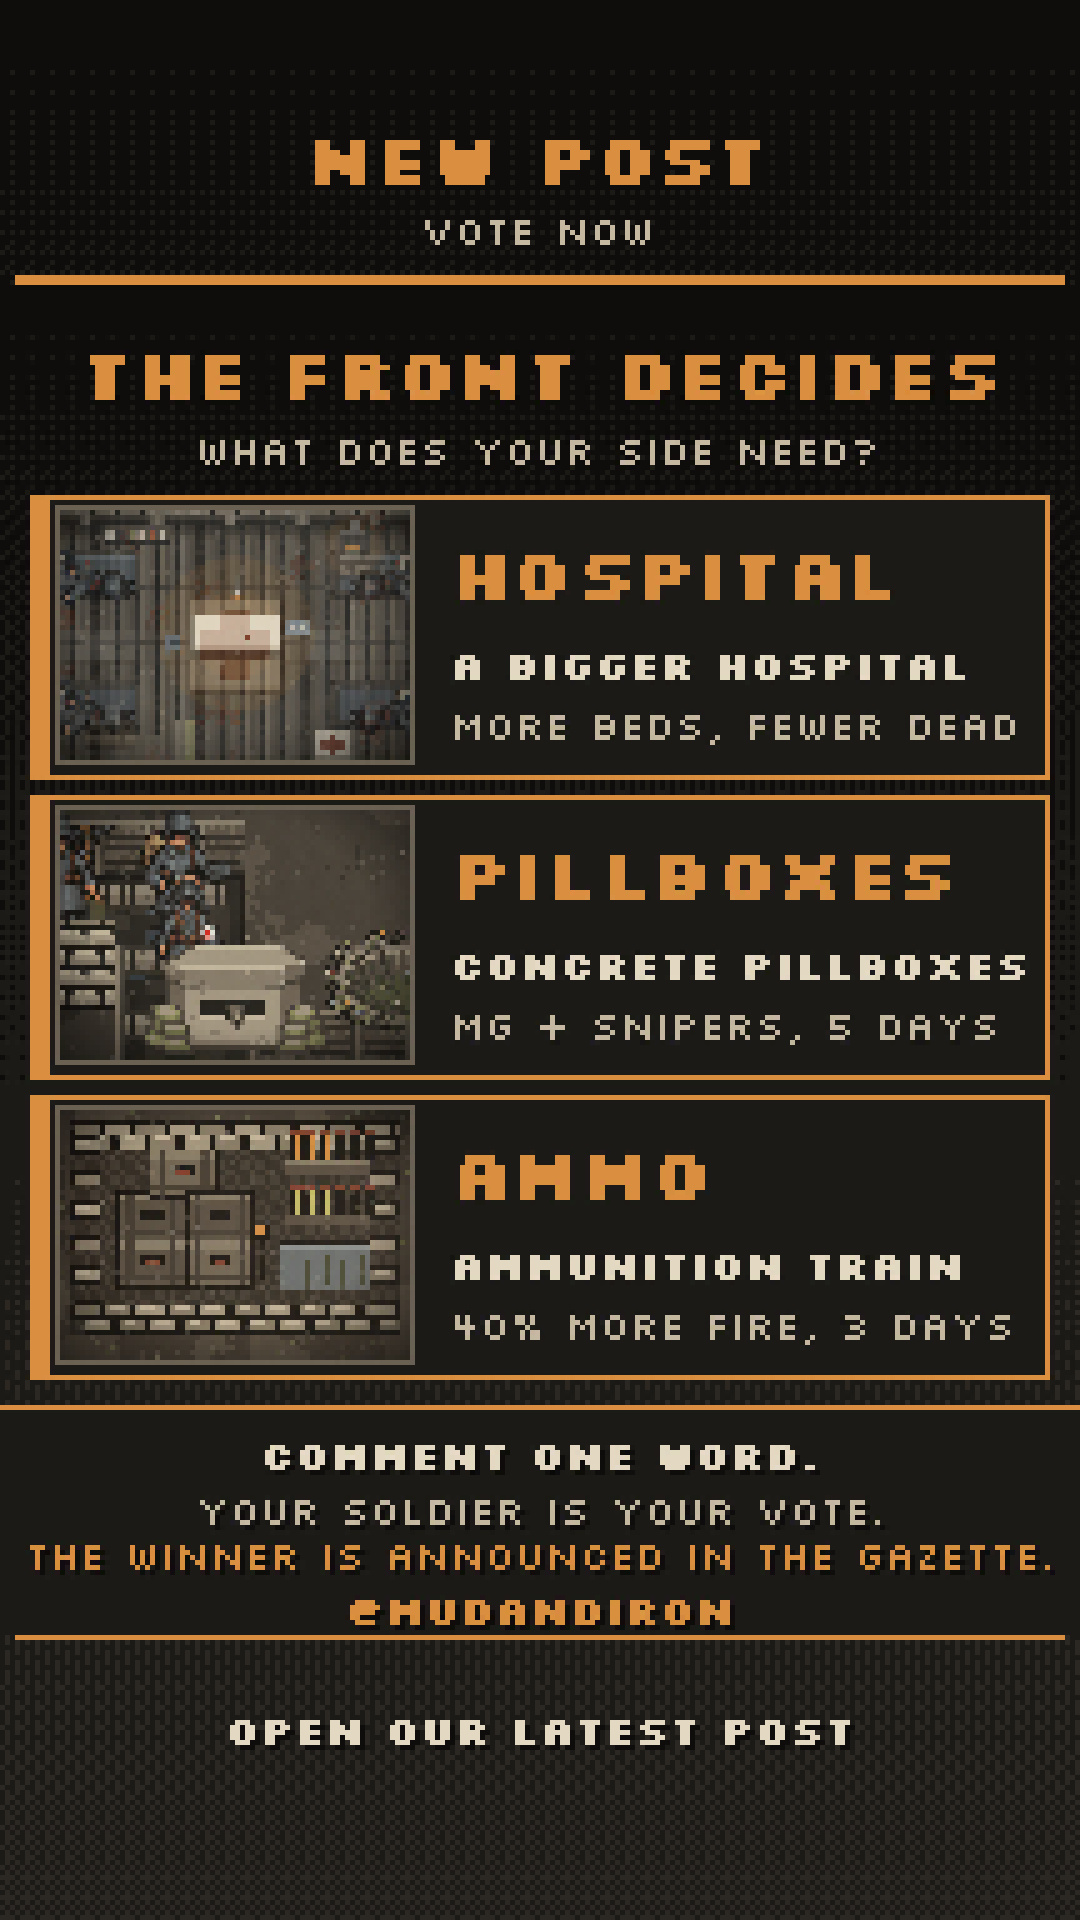 NEW POST
VOTE NOW
THE FRONT DECIDES
WHAT DOES YOUR SIDE NEED?
HOSPITAL
A BIGGER HOSPITAL
MORE BEDS, FEWER DEAD
PILLBOXES
CONCRETE PILLBOXES
MG + SNIPERS, 5 DAYS
AMMO
AMMUNITION TRAIN
40% MORE FIRE, 3 DAYS
COMMENT ONE WORD.
YOUR SOLDIER IS YOUR VOTE.
THE WINNER IS ANNOUNCED IN THE GAZETTE.
@MUDANDIRON
OPEN OUR LATEST POST